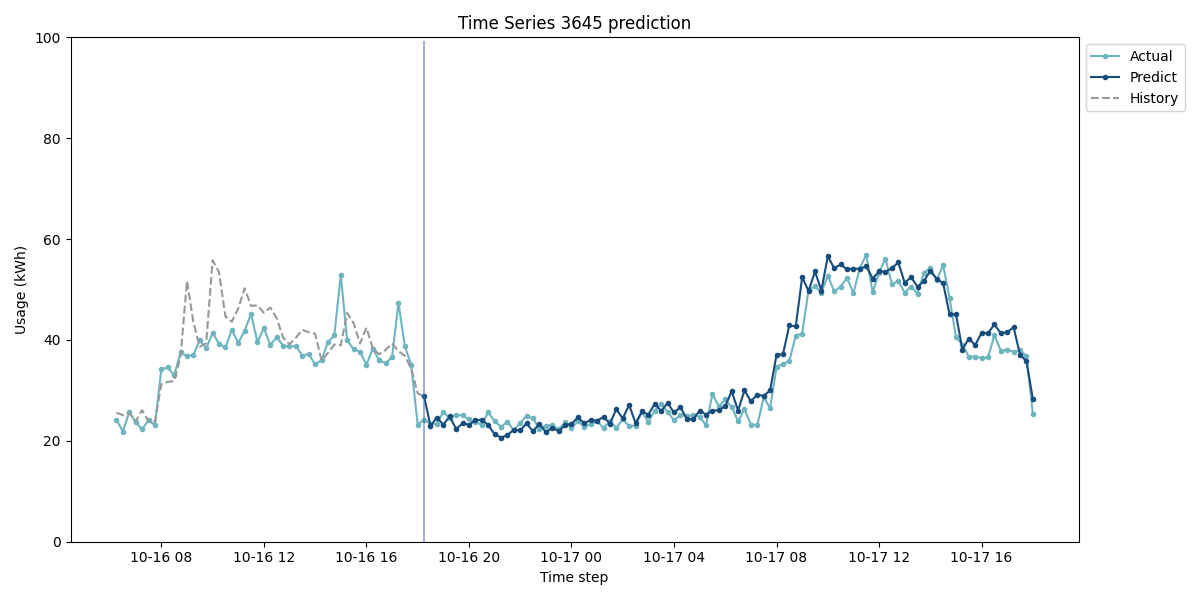 Time Series 3645 prediction
100
80
60
40
20
0
Usage (kWh)
10-16 08
10-16 12
10-16 16
10-16 20
10-17 00
10-17 04
10-17 08
10-17 12
10-17 16
Time step
Actual
Predict
History